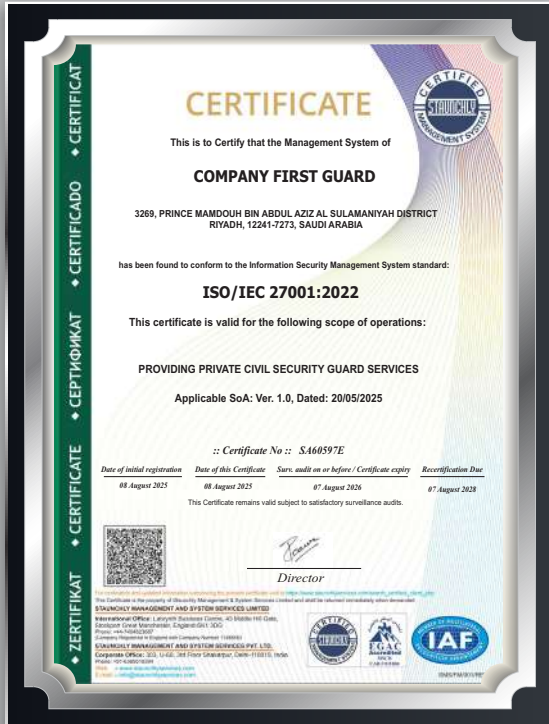 CERTIFICATE
CERTIFIED
STAUNCHLY
MANAGEMENT SYSTEM
This is to Certify that the Management System of
COMPANY FIRST GUARD
3269, PRINCE MAMDOUH BIN ABDUL AZIZ AL SULAMANIYAH DISTRICT
RIYADH, 12241-7273, SAUDI ARABIA
has been found to conform to the Information Security Management System standard:
ISO/IEC 27001:2022
This certificate is valid for the following scope of operations:
PROVIDING PRIVATE CIVIL SECURITY GUARD SERVICES
Applicable SoA: Ver. 1.0, Dated: 20/05/2025
:: Certificate No :: SA60597E
Date of initial registration Date of this Certificate Surv. audit on or before / Certificate expiry Recertification Due
08 August 2025 08 August 2025 07 August 2026 07 August 2028
This Certificate remains valid subject to satisfactory surveillance audits.
Director
STAUNCHLY MANAGEMENT AND SYSTEM SERVICES LIMITED
STAUNCHLY MANAGEMENT AND SYSTEM SERVICES PVT. LTD.
CERTIFIED
STAUNCHLY
EGAC
Accredited
IAF
◆ ZERTIFIKAT ◆ CERTIFICATE ◆ СЕРТИФИКАТ ◆ CERTIFICADO ◆ CERTIFICAT